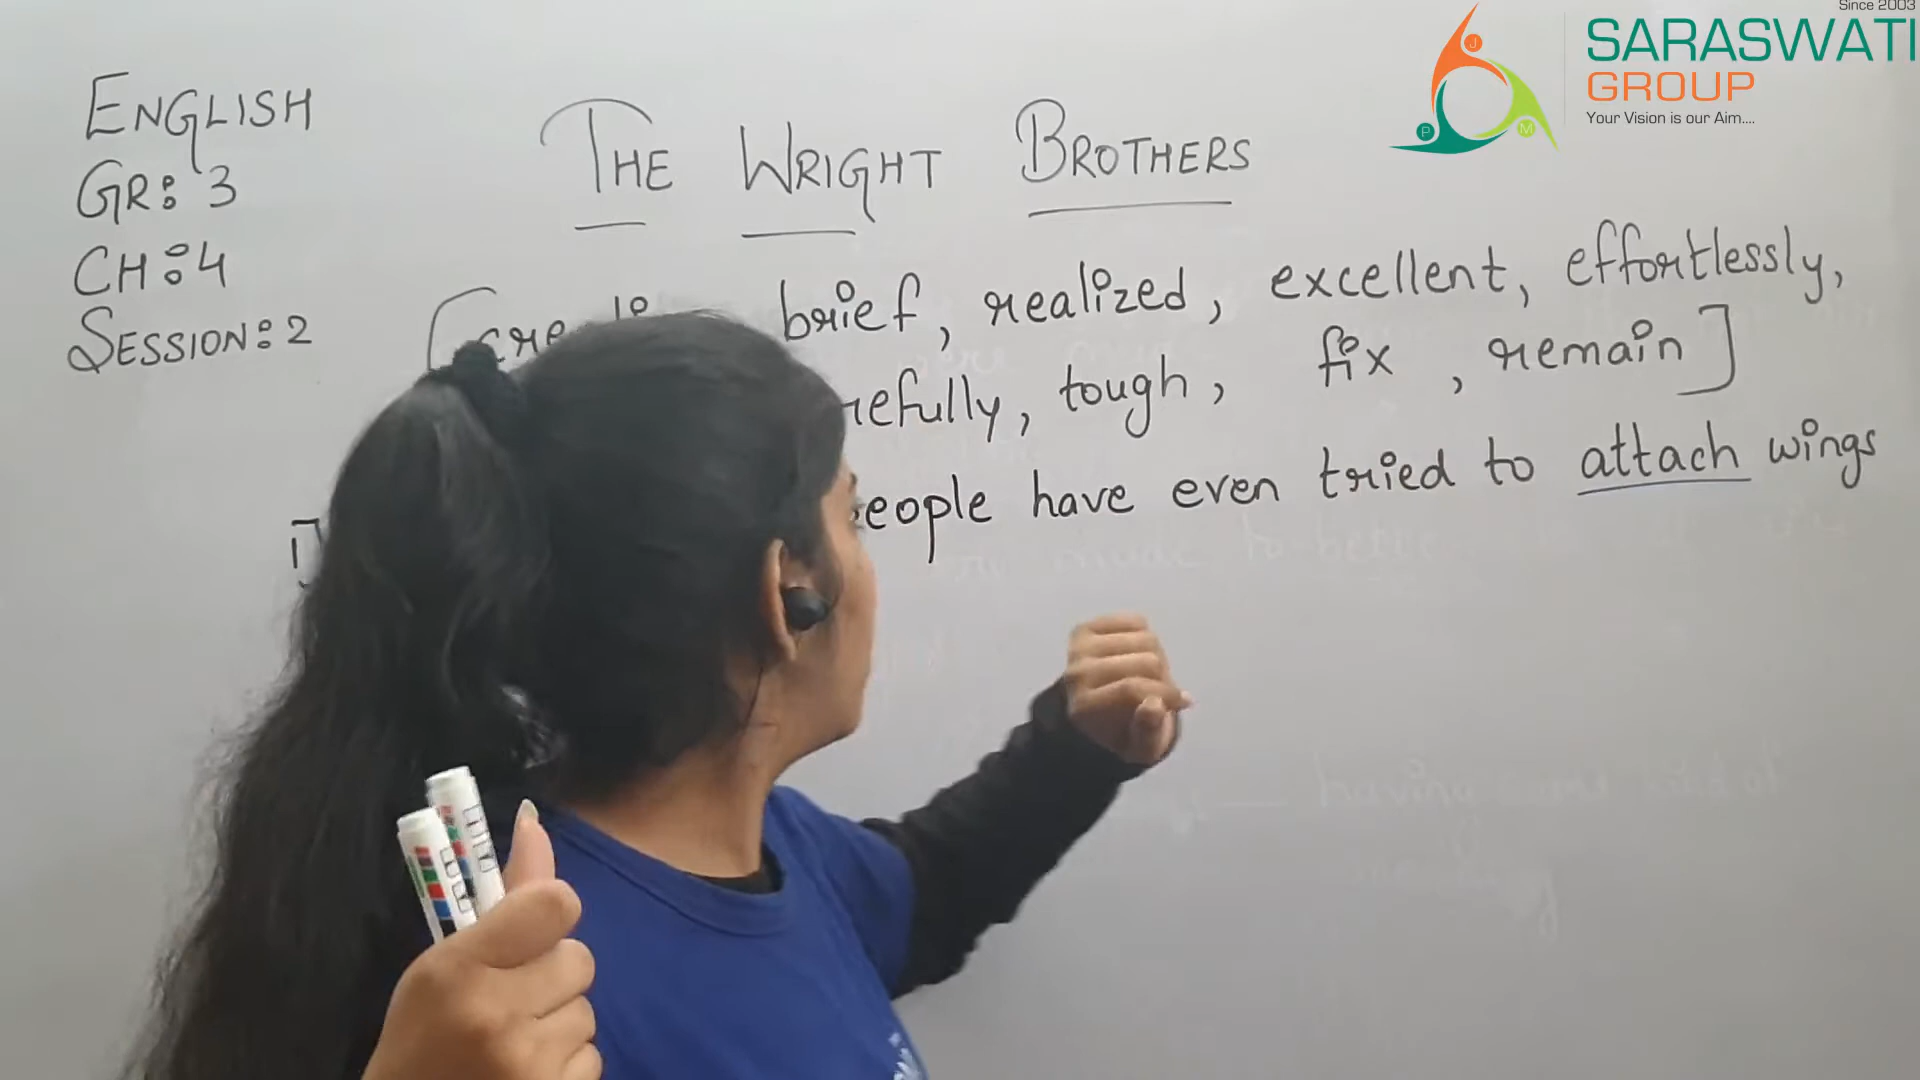 Since 2003
SARASWATI
GROUP
Your Vision is our Aim....
J
P
M
ENGLISH
GR: 3
CH: 4
SESSION: 2
THE WRIGHT BROTHERS
brief, realized, excellent, effortlessly,
tough, fix, remain]
have even tried to attach wings